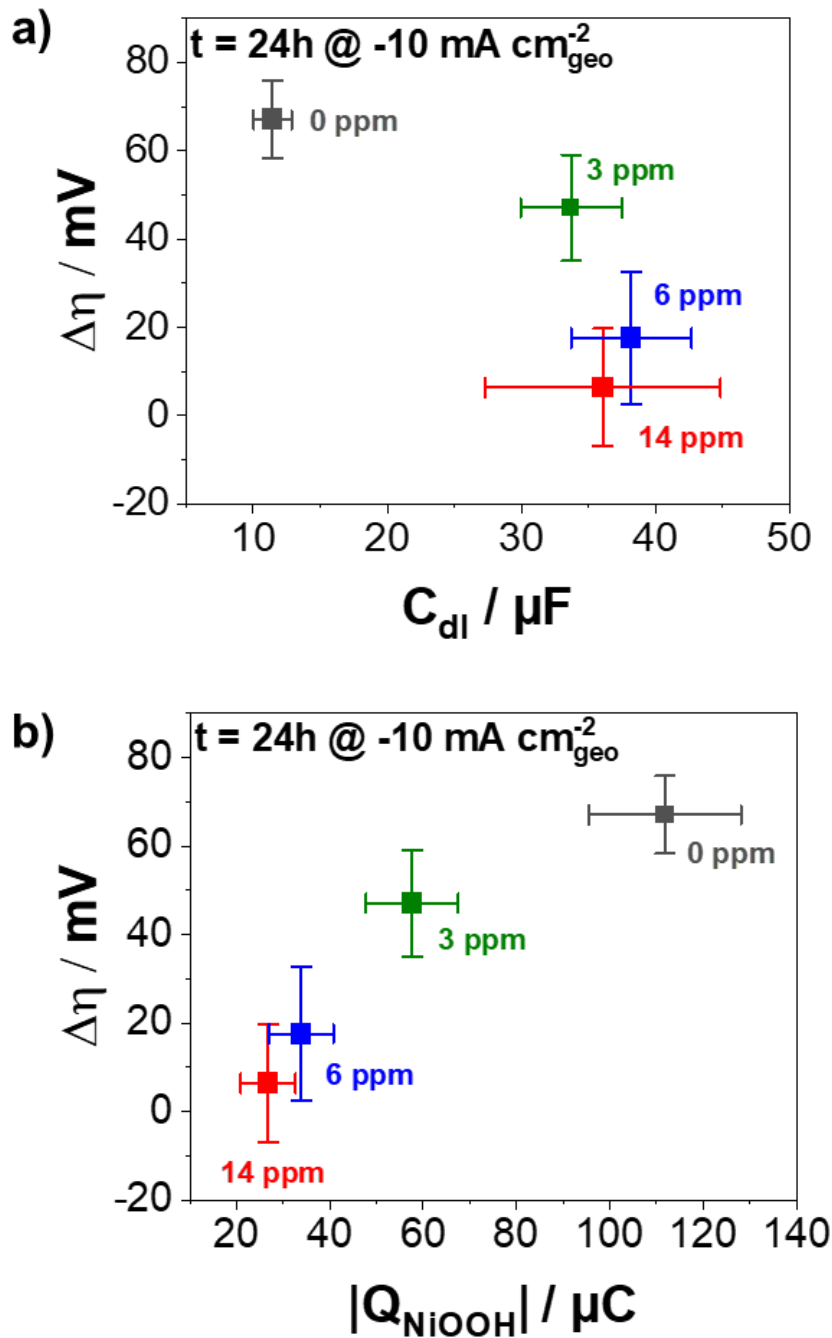 a)
t = 24h @ -10 mA cm-2geo
80
60
40
20
0
-20
Δη / mV
0 ppm
3 ppm
6 ppm
14 ppm
10 20 30 40 50
Cdl / µF
b)
t = 24h @ -10 mA cm-2geo
80
60
40
20
0
-20
Δη / mV
0 ppm
3 ppm
6 ppm
14 ppm
20 40 60 80 100 120 140
|QNiOOH| / µC